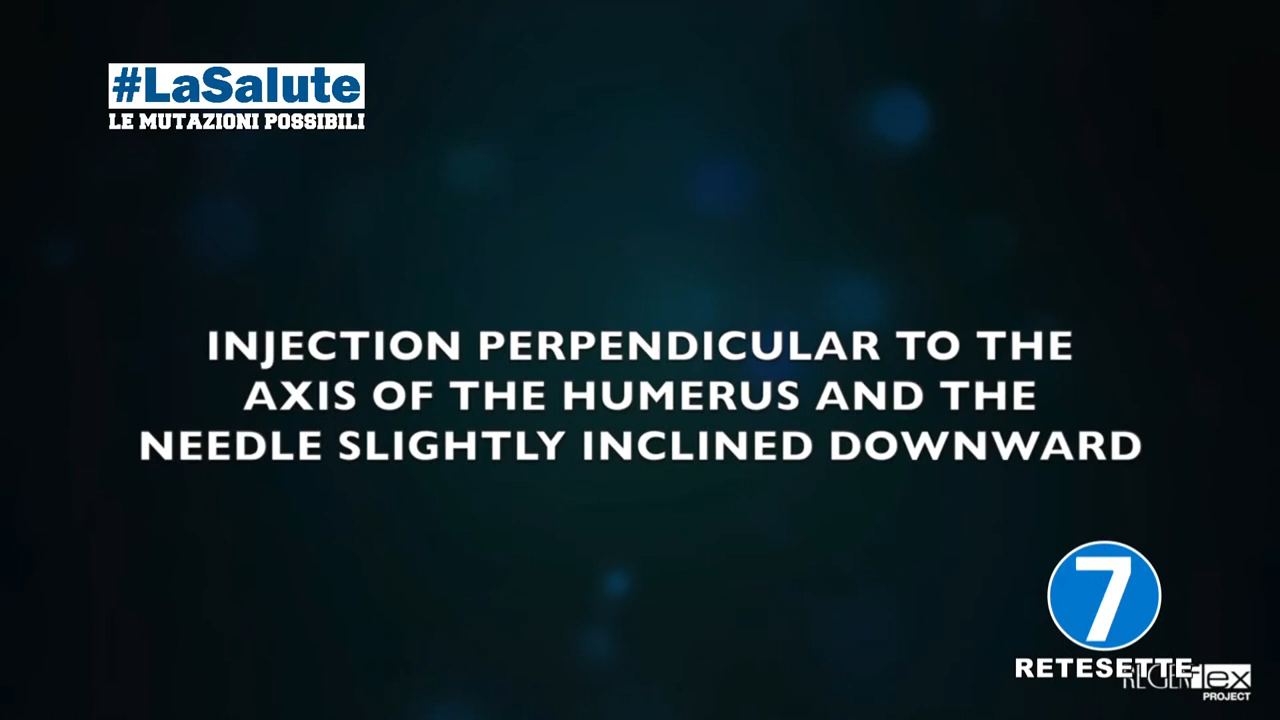 #LaSalute
LE MUTAZIONI POSSIBILI
INJECTION PERPENDICULAR TO THE
AXIS OF THE HUMERUS AND THE
NEEDLE SLIGHTLY INCLINED DOWNWARD
7
RETESETTE
flex
PROJECT